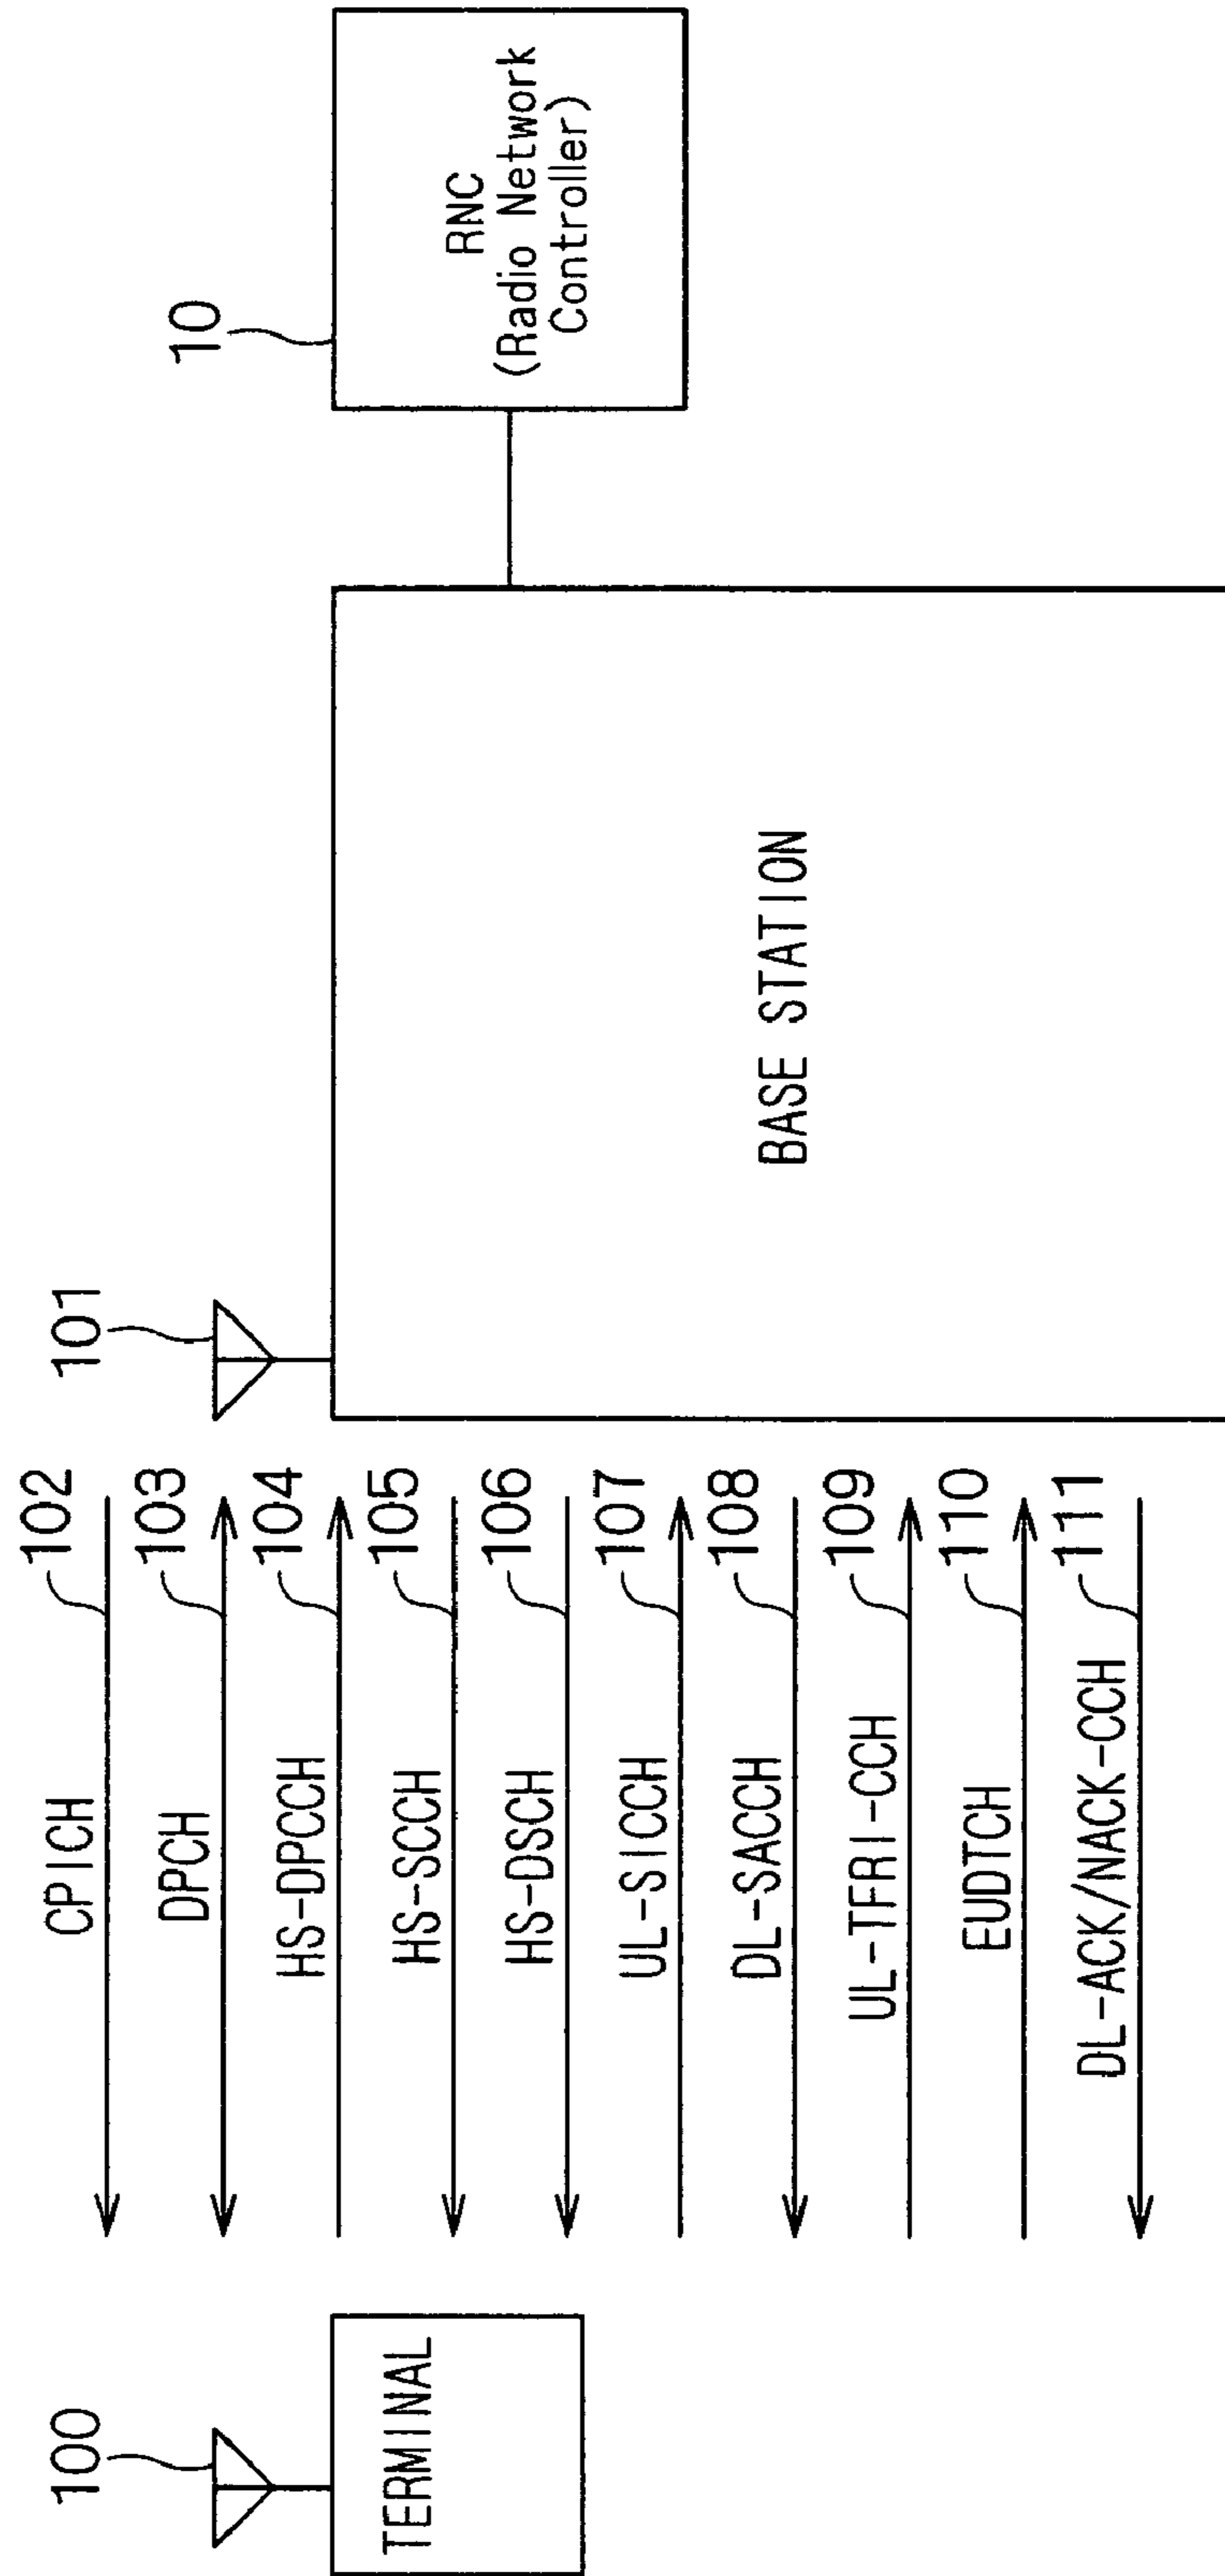 100
TERMINAL
CPICH
102
DPCH
103
HS-DPCCH
104
HS-SCCH
105
HS-DSCH
106
UL-SICCH
107
DL-SACCH
108
UL-TFRI-CCH
109
EUDTCH
110
DL-ACK/NACK-CCH
111
101
BASE STATION
10
RNC
(Radio Network
Controller)